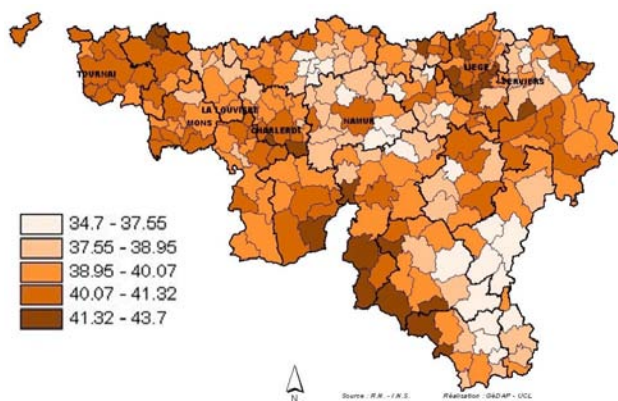 TOURNAI
LIEGE
VERVIERS
LA LOUVIERE
MONS
CHARLEROI
NAMUR
34.7 - 37.55
37.55 - 38.95
38.95 - 40.07
40.07 - 41.32
41.32 - 43.7
N
Source : R.N. - I.N.S. Réalisation : GéDAP - UCL